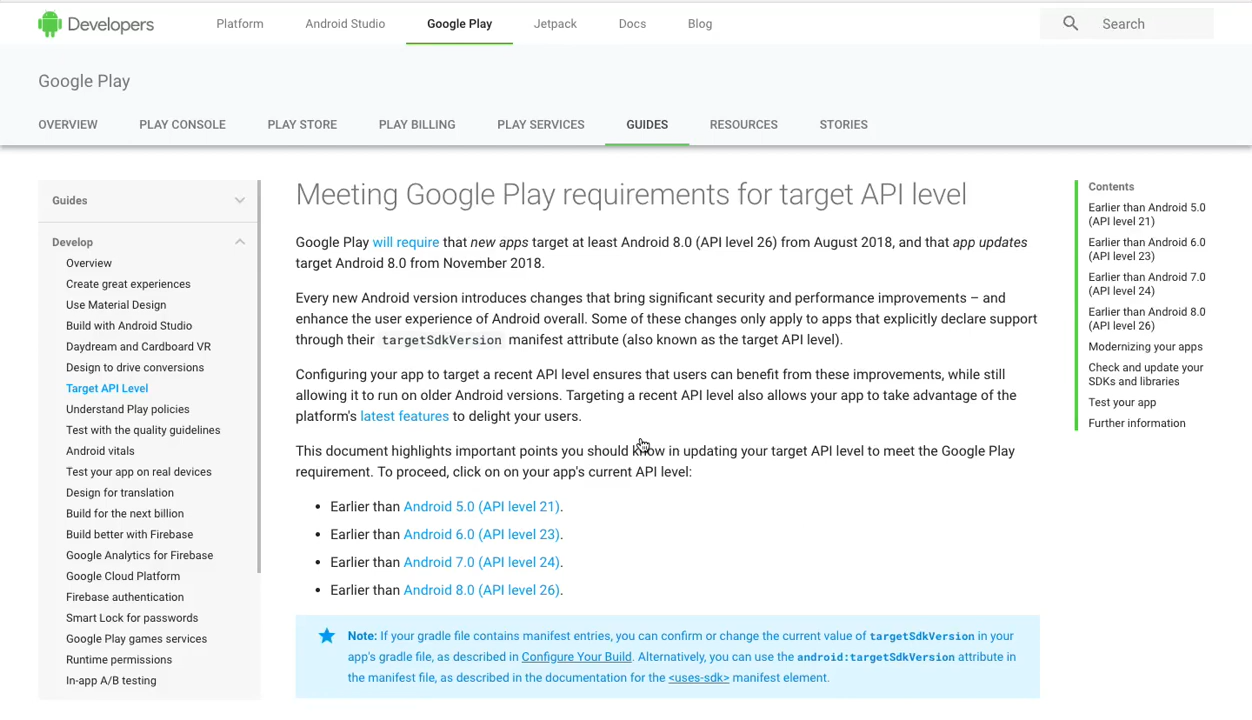 Developers
Platform
Android Studio
Google Play
Jetpack
Docs
Blog
Search
Google Play
OVERVIEW
PLAY CONSOLE
PLAY STORE
PLAY BILLING
PLAY SERVICES
GUIDES
RESOURCES
STORIES
Guides
Develop
Overview
Create great experiences
Use Material Design
Build with Android Studio
Daydream and Cardboard VR
Design to drive conversions
Target API Level
Understand Play policies
Test with the quality guidelines
Android vitals
Test your app on real devices
Design for translation
Build for the next billion
Build better with Firebase
Google Analytics for Firebase
Google Cloud Platform
Firebase authentication
Smart Lock for passwords
Google Play games services
Runtime permissions
In-app A/B testing
Meeting Google Play requirements for target API level
Google Play will require that new apps target at least Android 8.0 (API level 26) from August 2018, and that app updates
target Android 8.0 from November 2018.
Every new Android version introduces changes that bring significant security and performance improvements – and
enhance the user experience of Android overall. Some of these changes only apply to apps that explicitly declare support
through their targetSdkVersion manifest attribute (also known as the target API level).
Configuring your app to target a recent API level ensures that users can benefit from these improvements, while still
allowing it to run on older Android versions. Targeting a recent API level also allows your app to take advantage of the
platform's latest features to delight your users.
This document highlights important points you should know in updating your target API level to meet the Google Play
requirement. To proceed, click on on your app's current API level:
• Earlier than Android 5.0 (API level 21).
• Earlier than Android 6.0 (API level 23).
• Earlier than Android 7.0 (API level 24).
• Earlier than Android 8.0 (API level 26).
Note: If your gradle file contains manifest entries, you can confirm or change the current value of targetSdkVersion in your
app's gradle file, as described in Configure Your Build. Alternatively, you can use the android:targetSdkVersion attribute in
the manifest file, as described in the documentation for the <uses-sdk> manifest element.
Contents
Earlier than Android 5.0
(API level 21)
Earlier than Android 6.0
(API level 23)
Earlier than Android 7.0
(API level 24)
Earlier than Android 8.0
(API level 26)
Modernizing your apps
Check and update your
SDKs and libraries
Test your app
Further information